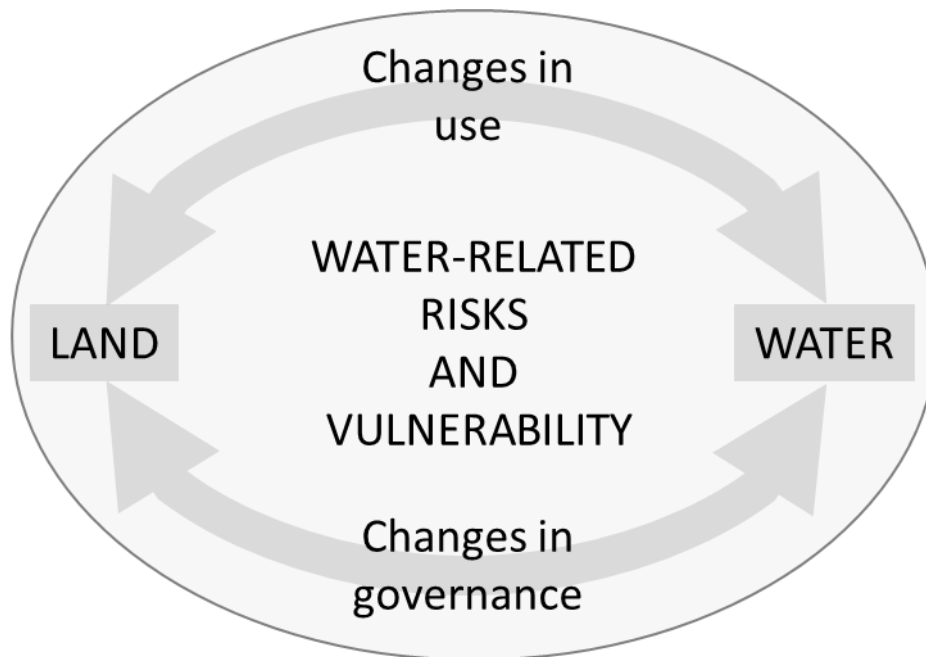 Changes in
use
WATER-RELATED
RISKS
AND
VULNERABILITY
LAND
WATER
Changes in
governance